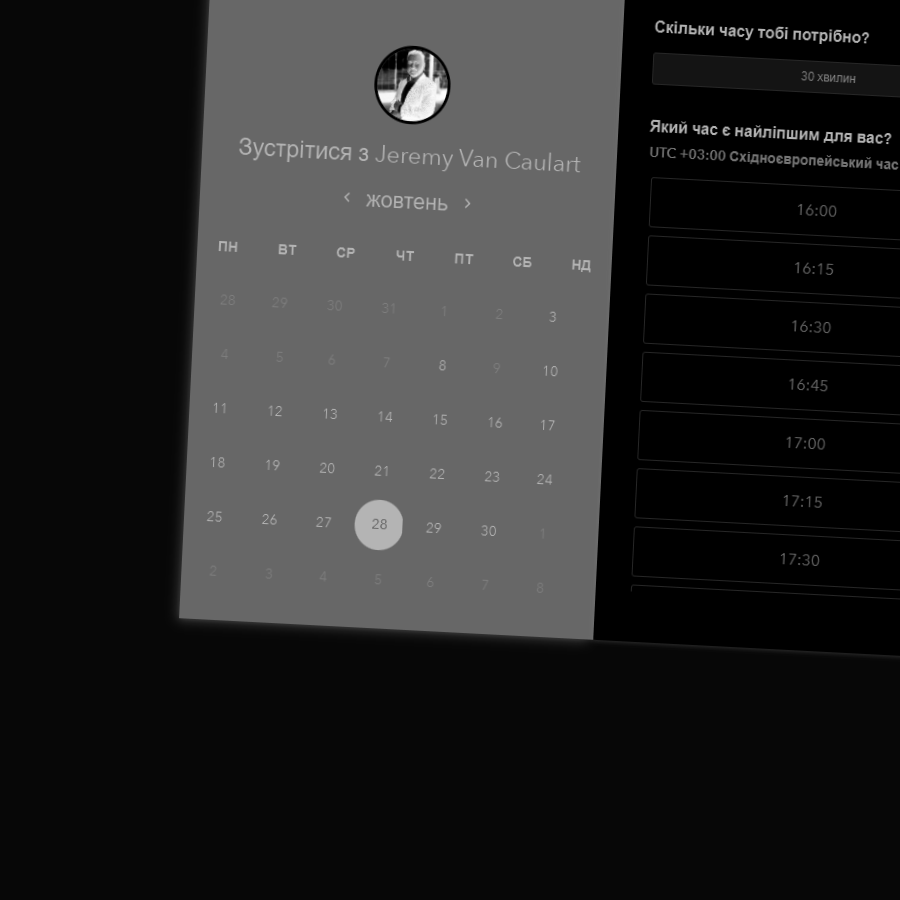 Зустрітися з Jeremy Van Caulart
‹ жовтень ›
ПН ВТ СР ЧТ ПТ СБ НД
28 29 30 31 1 2 3
4 5 6 7 8 9 10
11 12 13 14 15 16 17
18 19 20 21 22 23 24
25 26 27 28 29 30 1
2 3 4 5 6 7 8
Скільки часу тобі потрібно?
30 хвилин
Який час є найліпшим для вас?
UTC +03:00 Східноєвропейський час
16:00
16:15
16:30
16:45
17:00
17:15
17:30